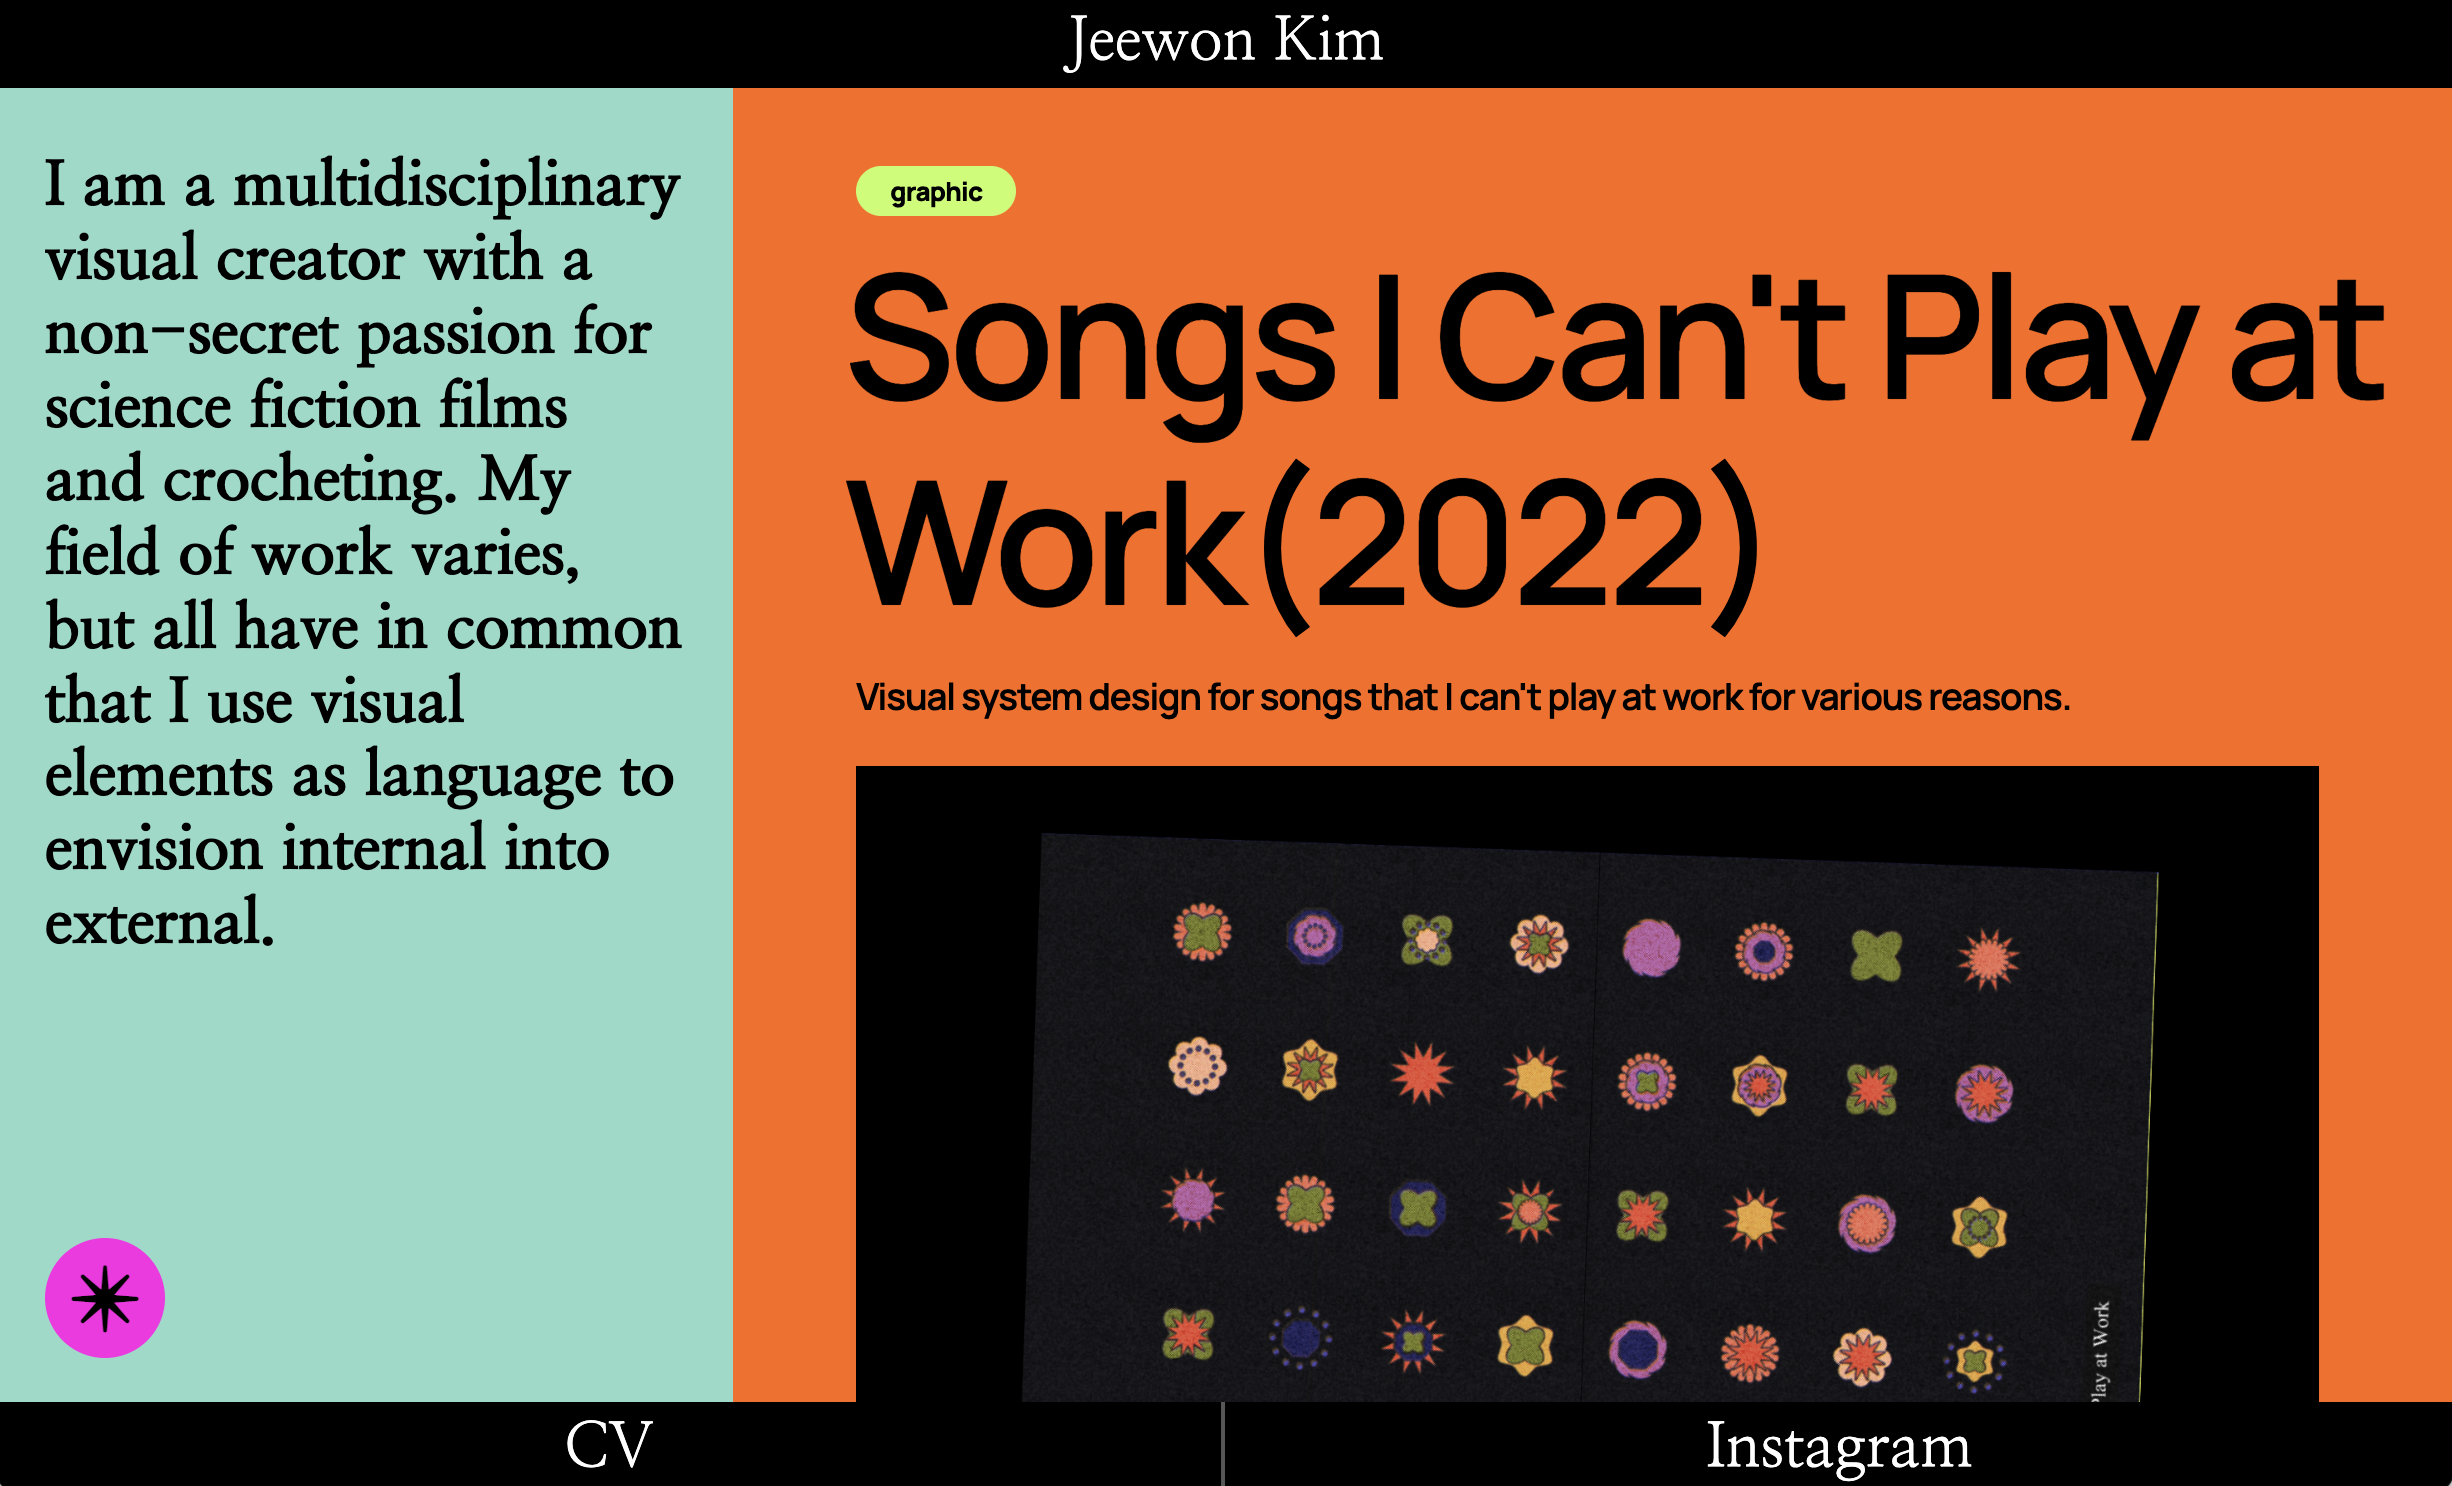 Jeewon Kim
I am a multidisciplinary
visual creator with a
non–secret passion for
science fiction films
and crocheting. My
field of work varies,
but all have in common
that I use visual
elements as language to
envision internal into
external.
graphic
Songs I Can't Play at
Work(2022)
Visual system design for songs that I can't play at work for various reasons.
Play at Work
CV
Instagram